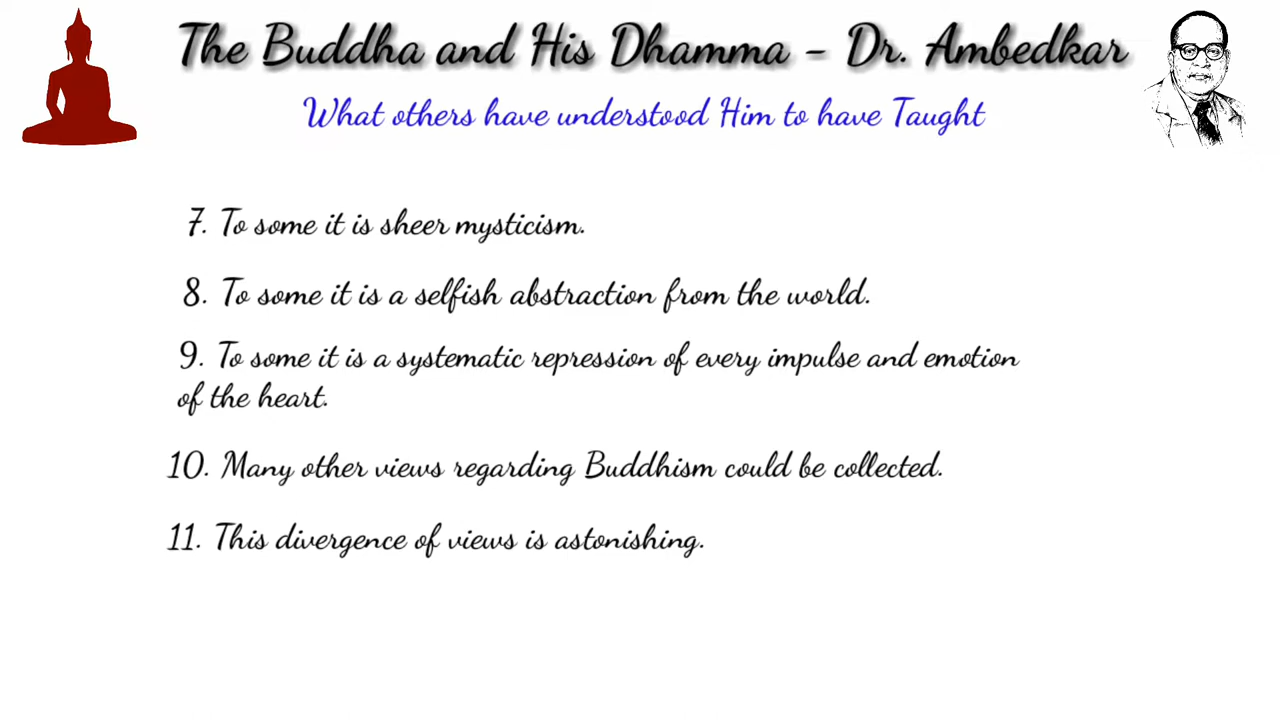 The Buddha and His Dhamma - Dr. Ambedkar
What others have understood Him to have Taught
7. To some it is sheer mysticism.
8. To some it is a selfish abstraction from the world.
9. To some it is a systematic repression of every impulse and emotion
of the heart.
10. Many other views regarding Buddhism could be collected.
11. This divergence of views is astonishing.